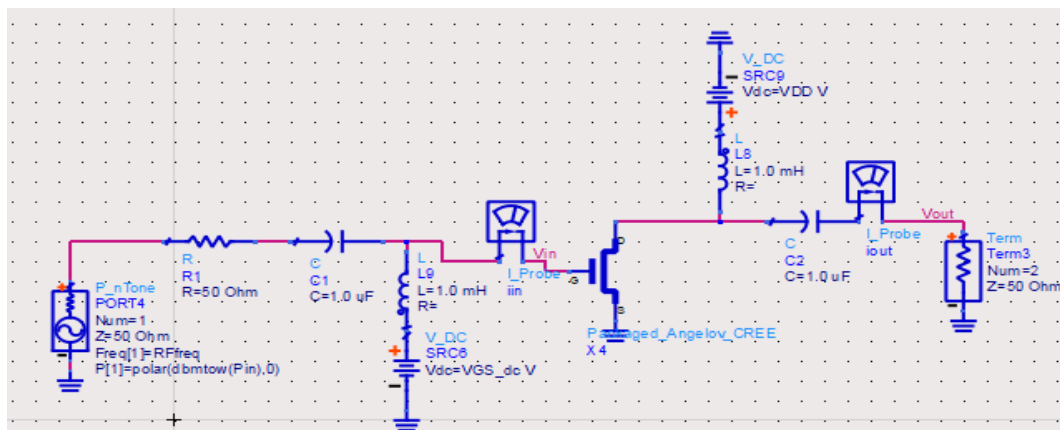 V_DC
SRC9
Vdc=VDD V
L
L8
L=1.0 mH
R=
I_Probe
iout
Vout
C
C2
C=1.0 uF
Term
Term3
Num=2
Z=50 Ohm
R
R1
R=50 Ohm
C
C1
C=1.0 uF
L
L9
L=1.0 mH
R=
Vin
I_Probe
iin
D
G
S
Packaged_Angelov_CREE
X4
P_nTone
PORT4
Num=1
Z=50 Ohm
Freq[1]=RFfreq
P[1]=polar(dbmtow(Pin),0)
V_DC
SRC6
Vdc=VGS_dc V